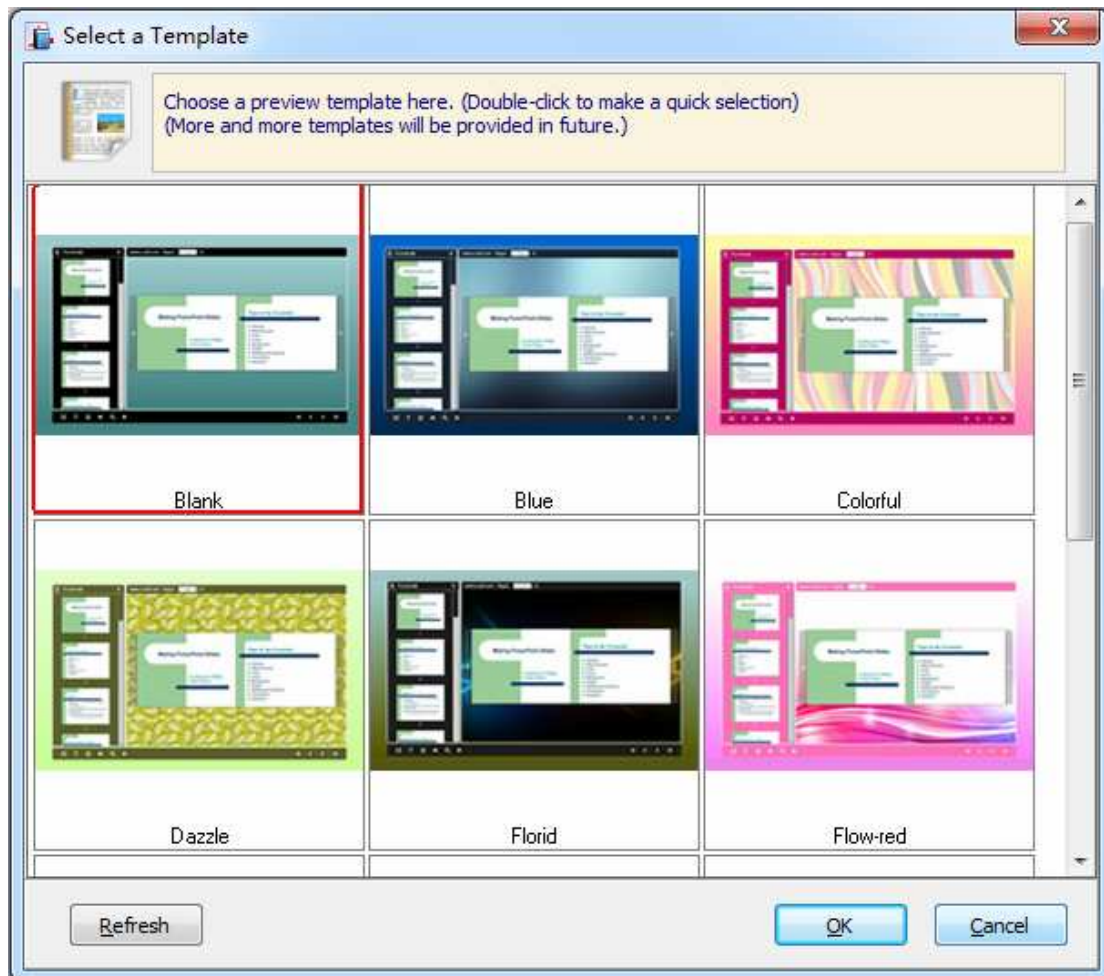 Select a Template
Choose a preview template here. (Double-click to make a quick selection)
(More and more templates will be provided in future.)
Blank
Blue
Colorful
Dazzle
Florid
Flow-red
Refresh
OK
Cancel